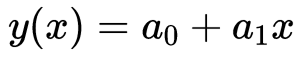 y(x) = a₀ + a₁x